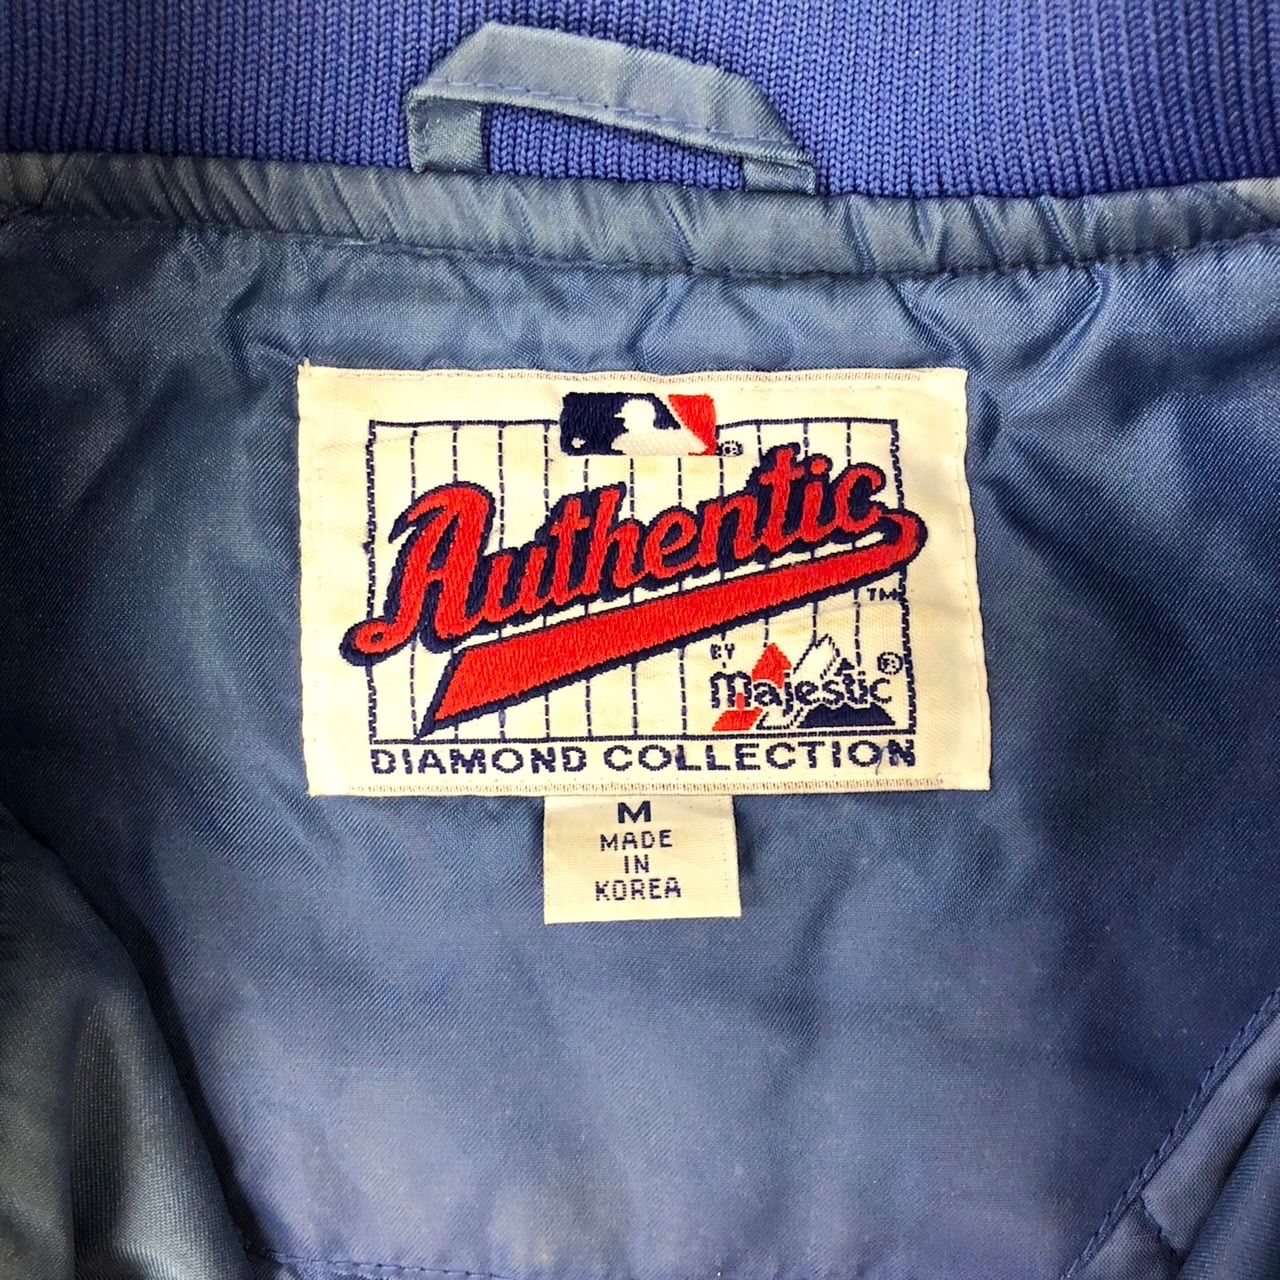 ®
Authentic
TM
BY
Majestic®
DIAMOND COLLECTION
M
MADE
IN
KOREA